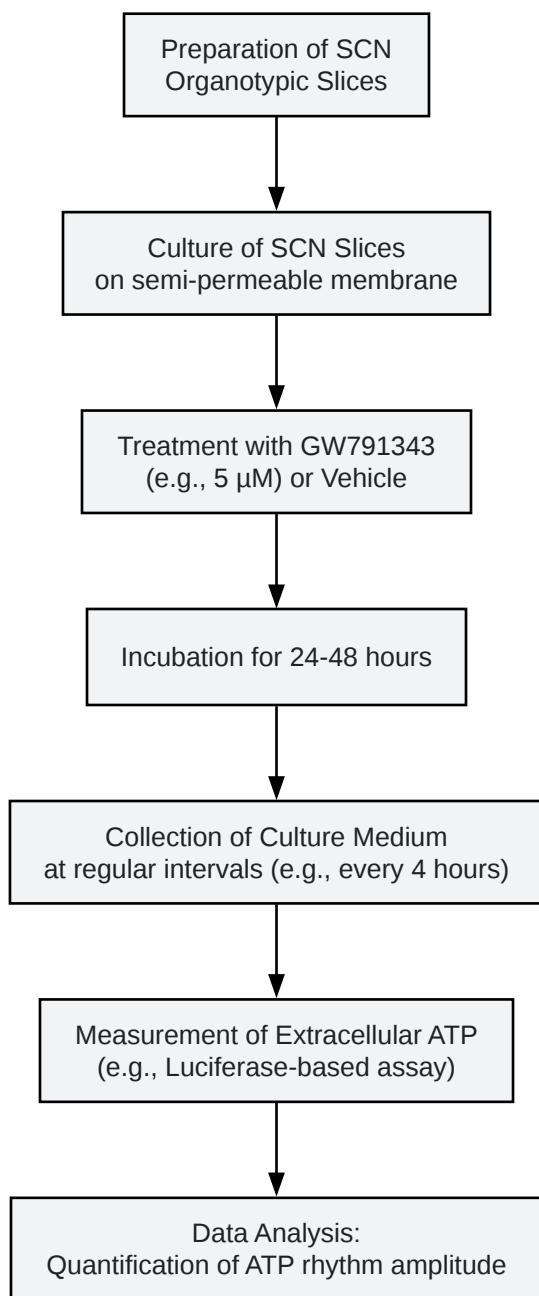 Preparation of SCN
Organotypic Slices
Culture of SCN Slices
on semi-permeable membrane
Treatment with GW791343
(e.g., 5 µM) or Vehicle
Incubation for 24-48 hours
Collection of Culture Medium
at regular intervals (e.g., every 4 hours)
Measurement of Extracellular ATP
(e.g., Luciferase-based assay)
Data Analysis:
Quantification of ATP rhythm amplitude